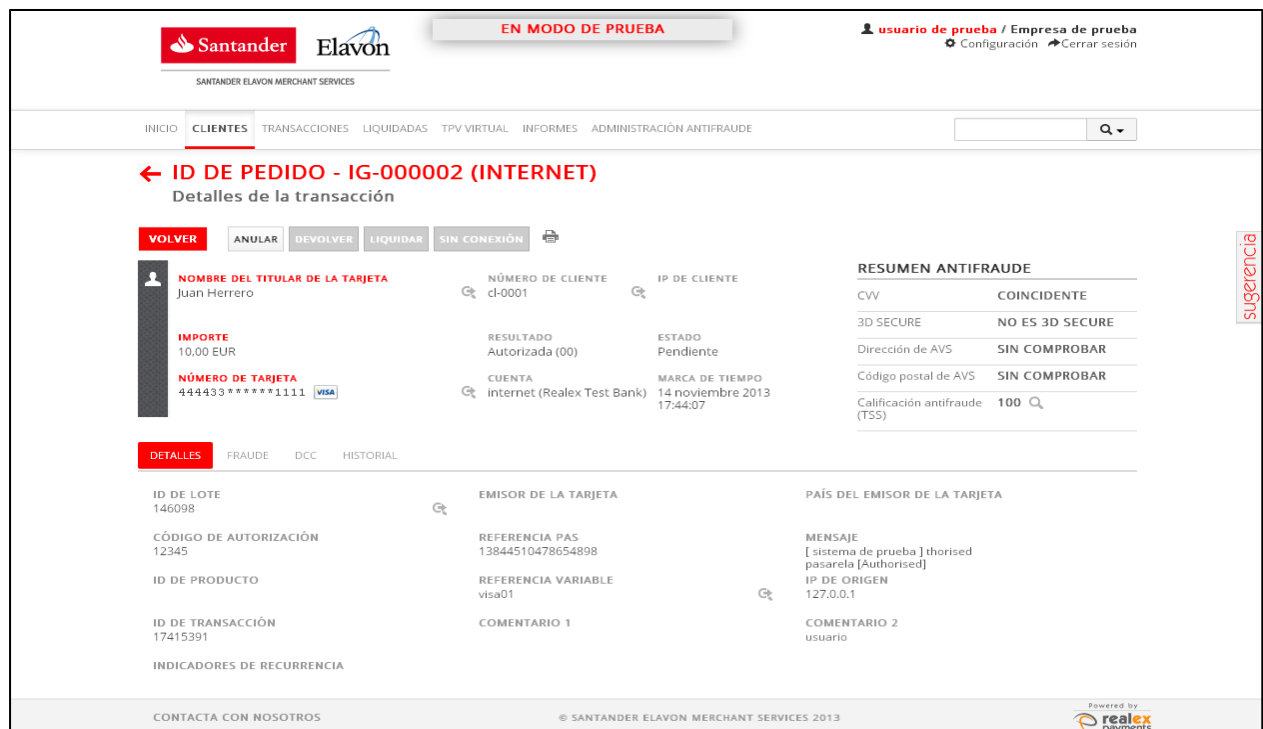 EN MODO DE PRUEBA
Santander Elavon
SANTANDER ELAVON MERCHANT SERVICES
usuario de prueba / Empresa de prueba
Configuración Cerrar sesión
INICIO CLIENTES TRANSACCIONES LIQUIDADAS TPV VIRTUAL INFORMES ADMINISTRACIÓN ANTIFRAUDE
ID DE PEDIDO - IG-000002 (INTERNET)
Detalles de la transacción
VOLVER ANULAR DEVOLVER LIQUIDAR SIN CONEXIÓN
sugerencia
NOMBRE DEL TITULAR DE LA TARJETA NÚMERO DE CLIENTE IP DE CLIENTE
Juan Herrero cl-0001
IMPORTE RESULTADO ESTADO
10,00 EUR Autorizada (00) Pendiente
NÚMERO DE TARJETA CUENTA MARCA DE TIEMPO
444433******1111 VISA internet (Realex Test Bank) 14 noviembre 2013
17:44:07
RESUMEN ANTIFRAUDE
CVV COINCIDENTE
3D SECURE NO ES 3D SECURE
Dirección de AVS SIN COMPROBAR
Código postal de AVS SIN COMPROBAR
Calificación antifraude 100
(TSS)
DETALLES FRAUDE DCC HISTORIAL
ID DE LOTE EMISOR DE LA TARJETA PAÍS DEL EMISOR DE LA TARJETA
146098
CÓDIGO DE AUTORIZACIÓN REFERENCIA PAS MENSAJE
12345 13844510478654898 [ sistema de prueba ] thorised
pasarela [Authorised]
ID DE PRODUCTO REFERENCIA VARIABLE IP DE ORIGEN
visa01 127.0.0.1
ID DE TRANSACCIÓN COMENTARIO 1 COMENTARIO 2
17415391 usuario
INDICADORES DE RECURRENCIA
CONTACTA CON NOSOTROS © SANTANDER ELAVON MERCHANT SERVICES 2013
Powered by
realex
payments